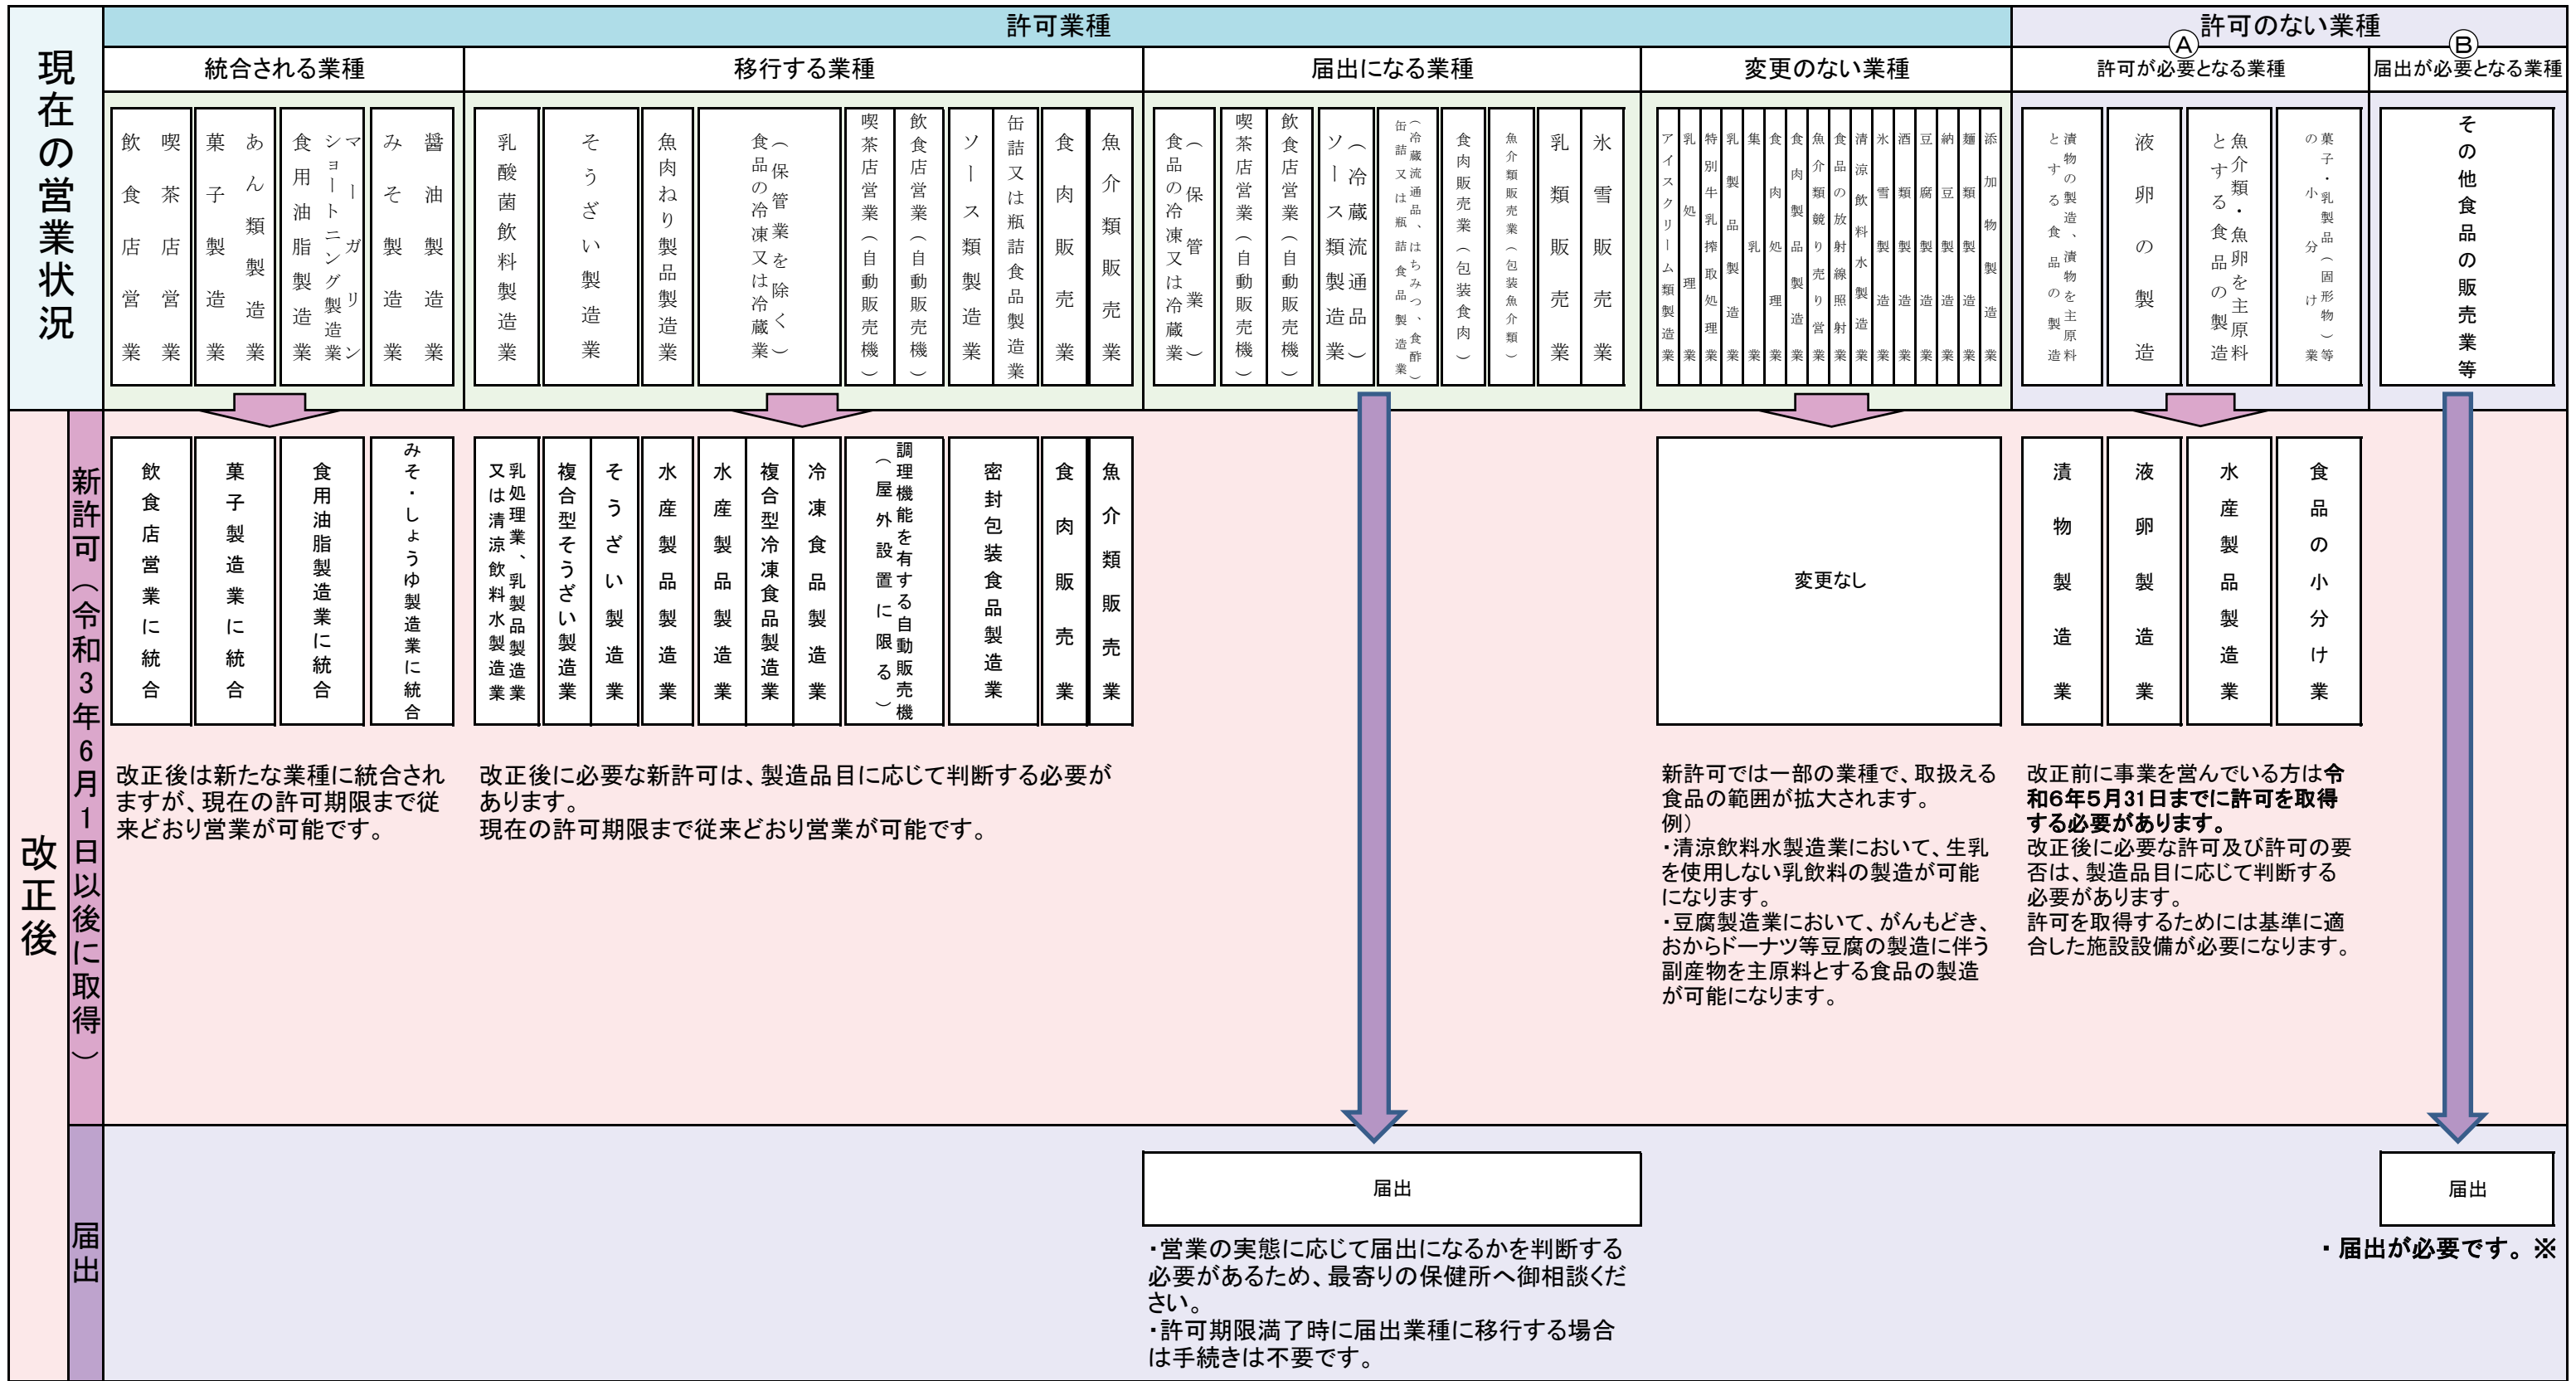 現在の営業状況
許可業種
許可のない業種
統合される業種
移行する業種
届出になる業種
変更のない業種
Ⓐ
許可が必要となる業種
Ⓑ
届出が必要となる業種
飲食店営業
喫茶店営業
菓子製造業
あん類製造業
食用油脂製造業
マーガリン
ショートニング製造業
みそ製造業
醤油製造業
乳酸菌飲料製造業
そうざい製造業
魚肉ねり製品製造業
食品の冷凍又は冷蔵業
（保管業を除く）
喫茶店営業（自動販売機）
飲食店営業（自動販売機）
ソース類製造業
缶詰又は瓶詰食品製造業
食肉販売業
魚介類販売業
食品の冷凍又は冷蔵業
（保管業）
喫茶店営業（自動販売機）
飲食店営業（自動販売機）
ソース類製造業
（冷蔵流通品）
缶詰又は瓶詰食品製造業
（冷蔵流通品、はちみつ、食酢）
食肉販売業（包装食肉）
魚介類販売業（包装魚介類）
乳類販売業
氷雪販売業
アイスクリーム類製造業
乳処理業
特別牛乳搾取処理業
乳製品製造業
集乳業
食肉処理業
食肉製品製造業
魚介類競り売り営業
食品の放射線照射業
清涼飲料水製造業
氷雪製造業
酒類製造業
豆腐製造業
納豆製造業
麺類製造業
添加物製造業
漬物の製造、漬物を主原料
とする食品の製造
液卵の製造
魚介類・魚卵を主原料
とする食品の製造
菓子・乳製品（固形物）等
の小分け業
その他食品の販売業等
改正後
新許可（令和3年6月1日以後に取得）
飲食店営業に統合
菓子製造業に統合
食用油脂製造業に統合
みそ・しょうゆ製造業に統合
乳処理業、乳製品製造業
又は清涼飲料水製造業
複合型そうざい製造業
そうざい製造業
水産製品製造業
水産製品製造業
複合型冷凍食品製造業
冷凍食品製造業
調理機能を有する自動販売機
（屋外設置に限る）
密封包装食品製造業
食肉販売業
魚介類販売業
変更なし
漬物製造業
液卵製造業
水産製品製造業
食品の小分け業
改正後は新たな業種に統合され
ますが、現在の許可期限まで従
来どおり営業が可能です。
改正後に必要な新許可は、製造品目に応じて判断する必要が
あります。
現在の許可期限まで従来どおり営業が可能です。
新許可では一部の業種で、取扱える
食品の範囲が拡大されます。
例）
・清涼飲料水製造業において、生乳
を使用しない乳飲料の製造が可能
になります。
・豆腐製造業において、がんもどき、
おからドーナツ等豆腐の製造に伴う
副産物を主原料とする食品の製造
が可能になります。
改正前に事業を営んでいる方は令
和６年５月31日までに許可を取得
する必要があります。
改正後に必要な許可及び許可の要
否は、製造品目に応じて判断する
必要があります。
許可を取得するためには基準に適
合した施設設備が必要になります。
届出
届出
・営業の実態に応じて届出になるかを判断する
必要があるため、最寄りの保健所へ御相談くだ
さい。
・許可期限満了時に届出業種に移行する場合
は手続きは不要です。
届出
・届出が必要です。※